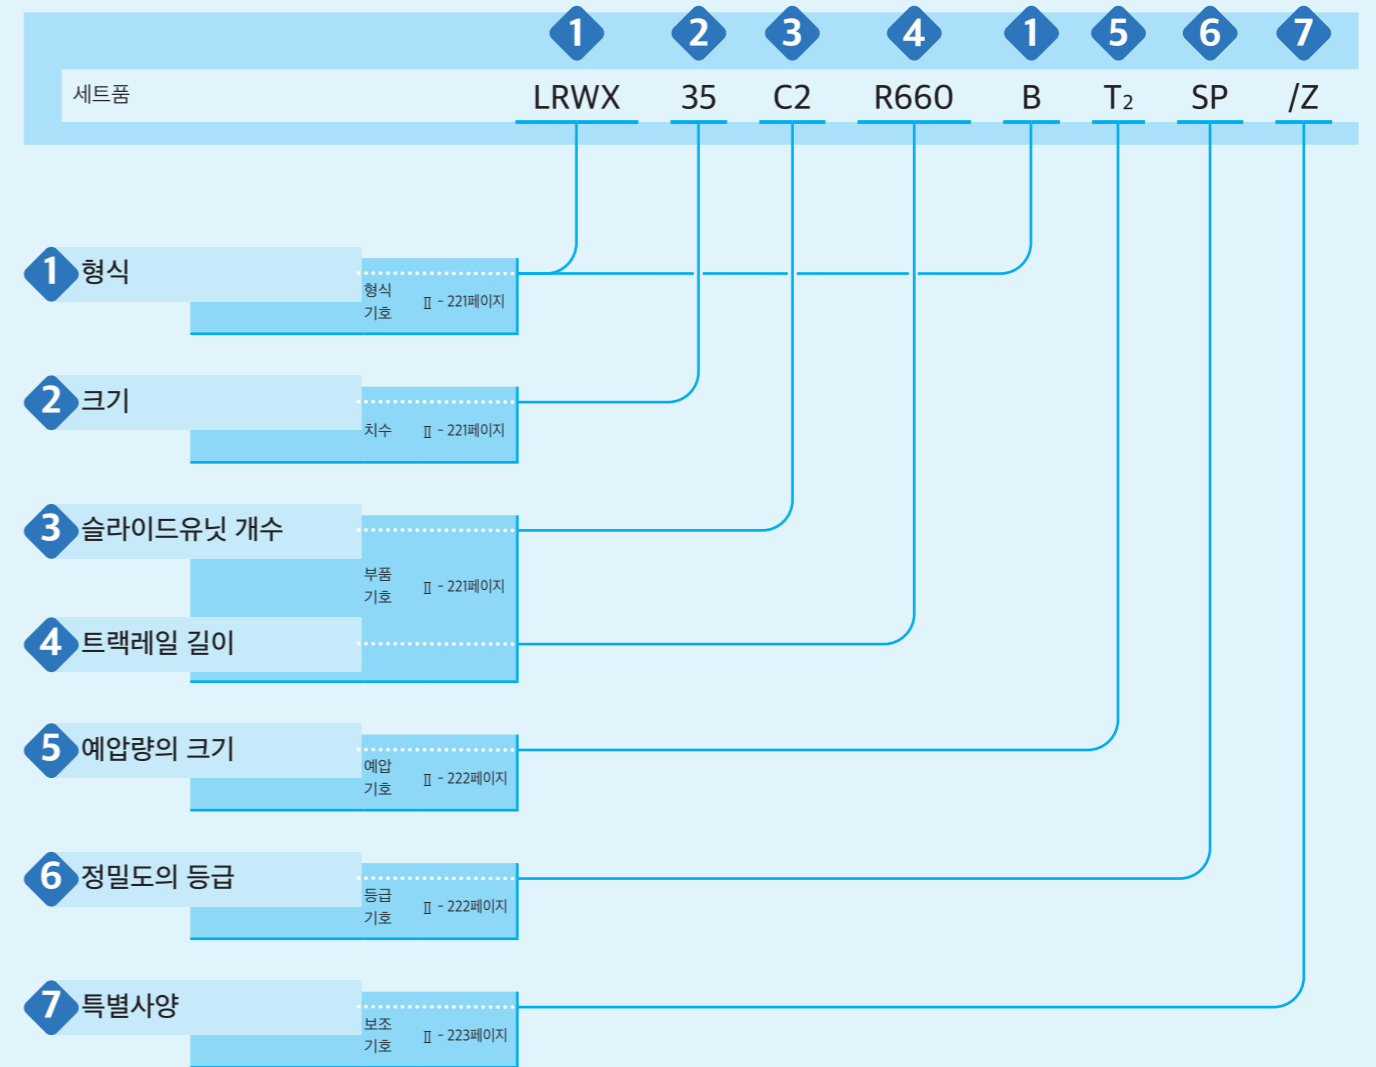 1 2 3 4 1 5 6 7
세트품 LRWX 35 C2 R660 B T2 SP /Z
1 형식
형식
기호 Ⅱ - 221페이지
2 크기
치수 Ⅱ - 221페이지
3 슬라이드유닛 개수
부품
기호 Ⅱ - 221페이지
4 트랙레일 길이
5 예압량의 크기
예압
기호 Ⅱ - 222페이지
6 정밀도의 등급
등급
기호 Ⅱ - 222페이지
7 특별사양
보조
기호 Ⅱ - 223페이지